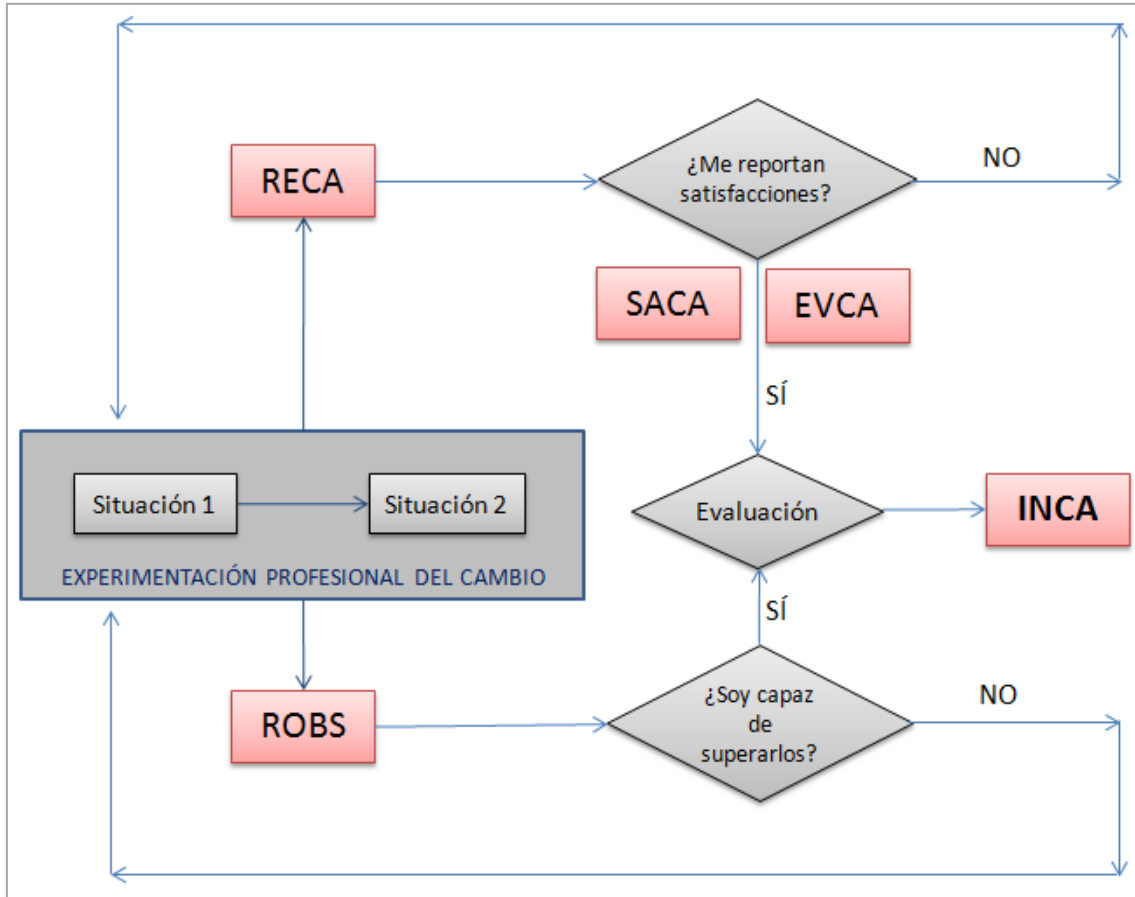 ¿Me reportan
satisfacciones?
NO
RECA
SACA
EVCA
SÍ
Situación 1
Situación 2
EXPERIMENTACIÓN PROFESIONAL DEL CAMBIO
Evaluación
INCA
SÍ
ROBS
¿Soy capaz
de
superarlos?
NO